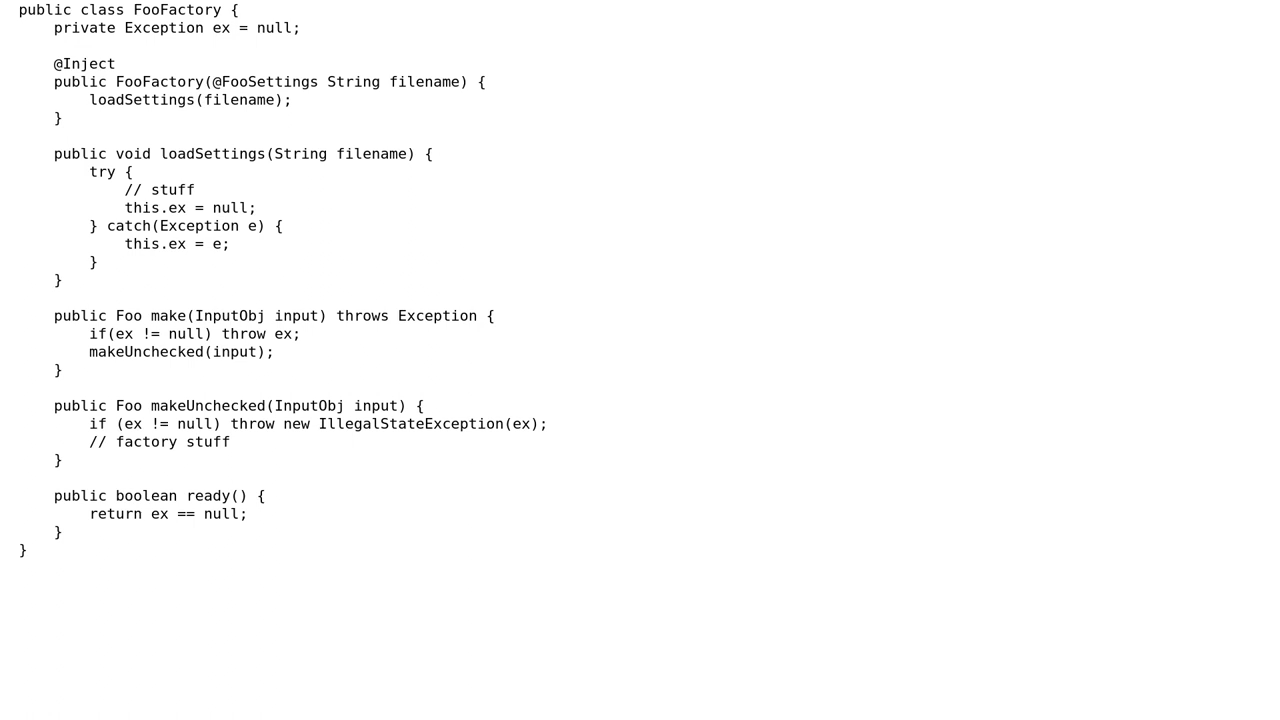 public class FooFactory {
    private Exception ex = null;

    @Inject
    public FooFactory(@FooSettings String filename) {
        loadSettings(filename);
    }

    public void loadSettings(String filename) {
        try {
            // stuff
            this.ex = null;
        } catch(Exception e) {
            this.ex = e;
        }
    }

    public Foo make(InputObj input) throws Exception {
        if(ex != null) throw ex;
        makeUnchecked(input);
    }

    public Foo makeUnchecked(InputObj input) {
        if (ex != null) throw new IllegalStateException(ex);
        // factory stuff
    }

    public boolean ready() {
        return ex == null;
    }
}